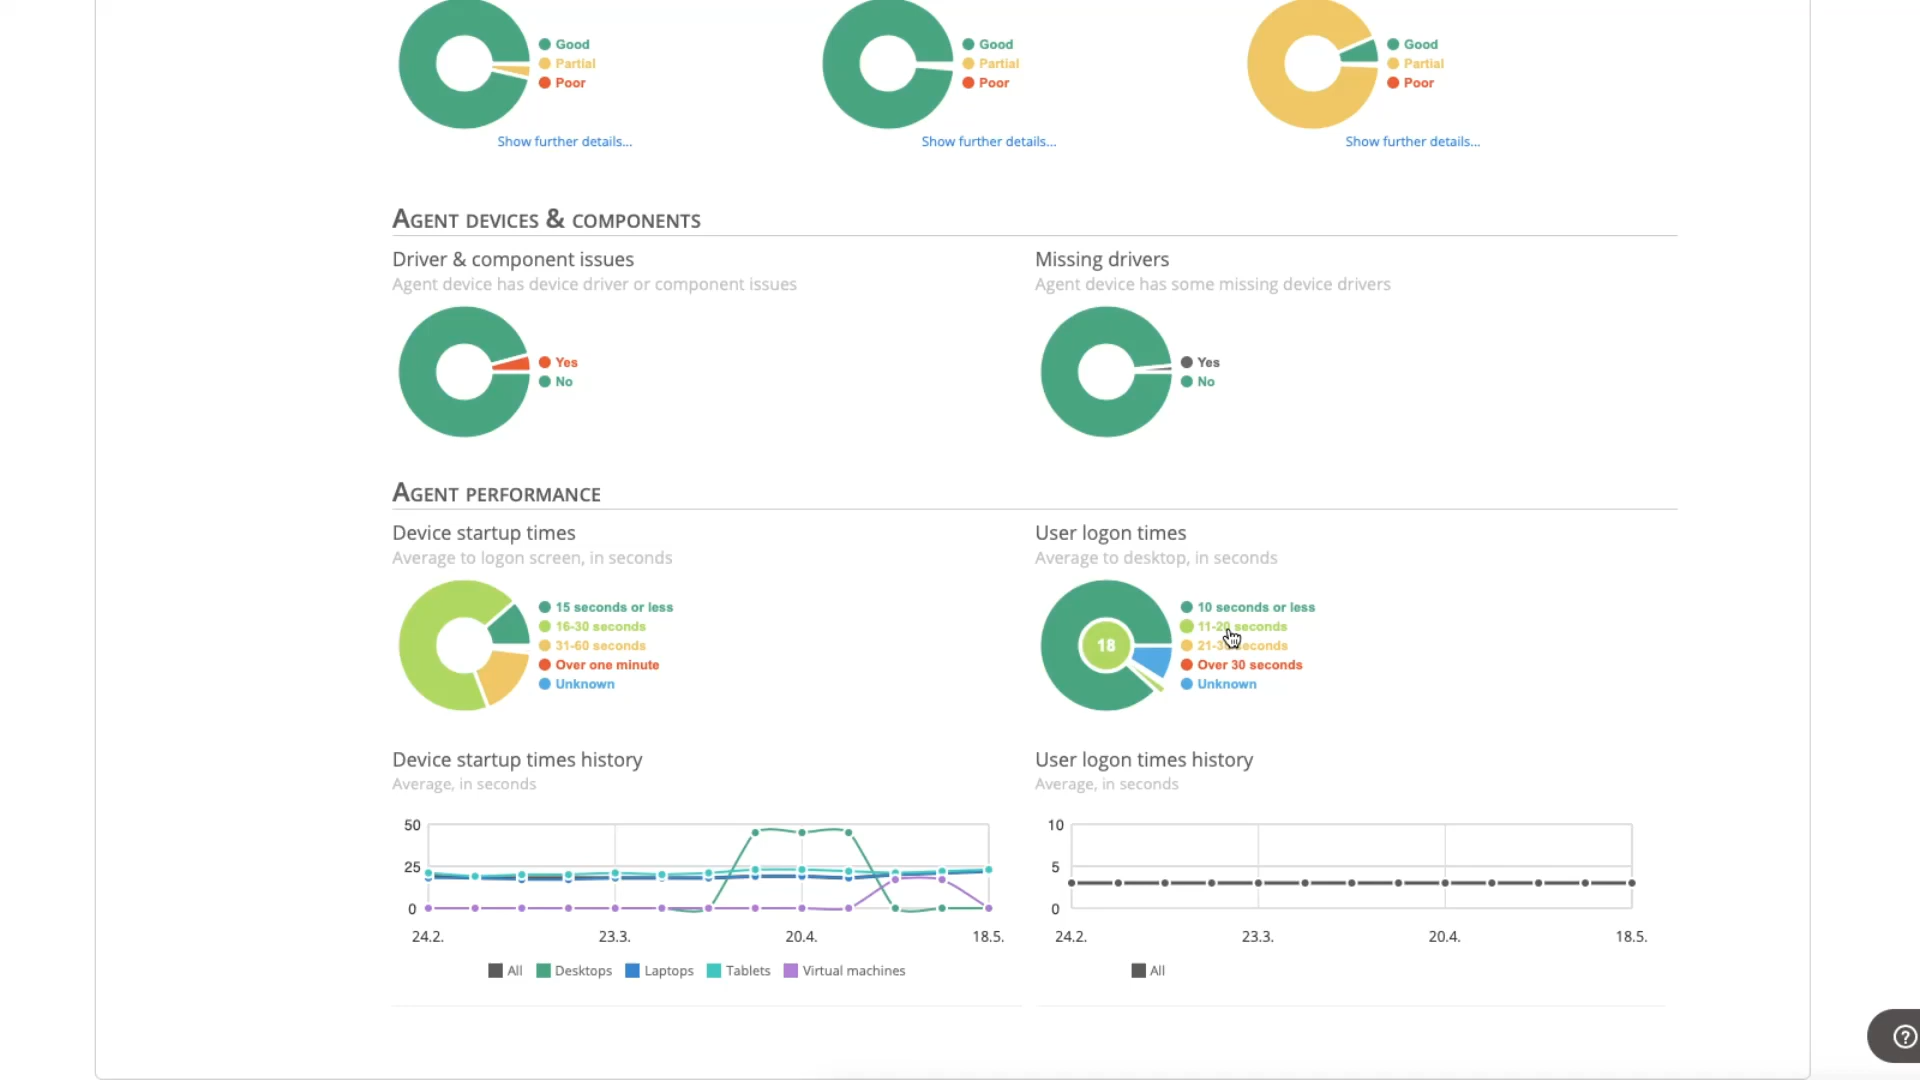 Good
Partial
Poor
Show further details...
Good
Partial
Poor
Show further details...
Good
Partial
Poor
Show further details...
Agent devices & components
Driver & component issues
Agent device has device driver or component issues
Yes
No
Missing drivers
Agent device has some missing device drivers
Yes
No
Agent performance
Device startup times
Average to logon screen, in seconds
15 seconds or less
16-30 seconds
31-60 seconds
Over one minute
Unknown
User logon times
Average to desktop, in seconds
18
10 seconds or less
11-20 seconds
21-30 seconds
Over 30 seconds
Unknown
Device startup times history
Average, in seconds
50
25
0
24.2. 23.3. 20.4. 18.5.
All Desktops Laptops Tablets Virtual machines
User logon times history
Average, in seconds
10
5
0
24.2. 23.3. 20.4. 18.5.
All
?